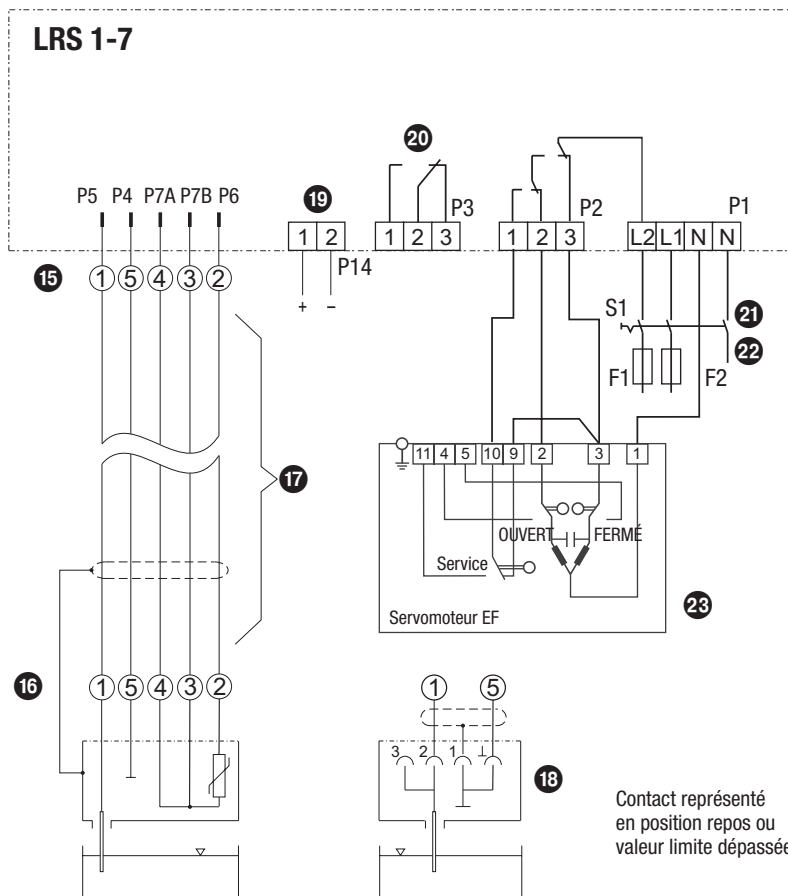 LRS 1-7
20
P5 P4 P7A P7B P6
19
P3
P2
P1
1 2
1 2 3
1 2 3
L2 L1 N N
P14
15
1 5 4 3 2
+ −
S1
21
22
F1
F2
17
11 4 5 10 9 2 3 1
OUVERT
FERMÉ
Service
Servomoteur EF
23
16
1 5 4 3 2
1 5
3 2 1 ⊥
18
Contact représenté
en position repos ou
valeur limite dépassée